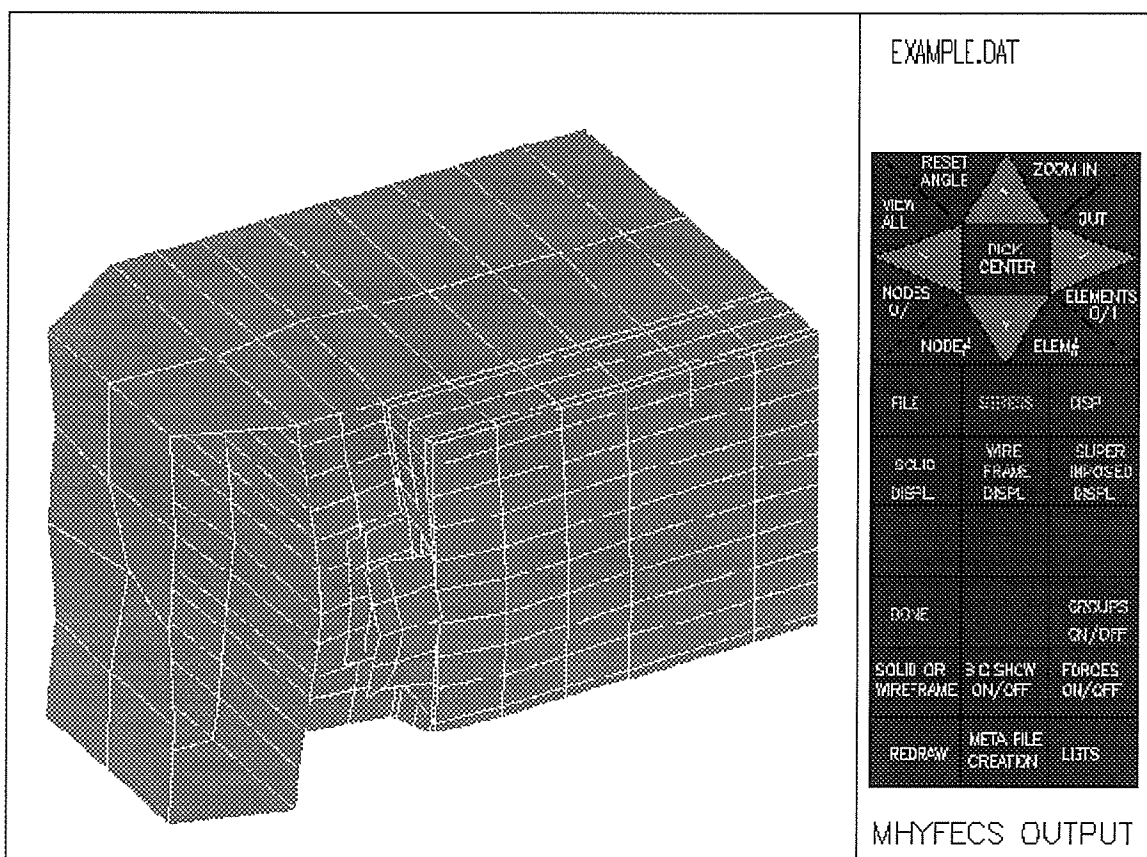 EXAMPLE.DAT
RESET
ANGLE
ZOOM IN
VIEW
ALL
OUT
PICK
CENTER
NODES
O/
ELEMENTS
O/I
NODE#
ELEM#
FILE
DISP
SOLID
DISPL
WIRE
FRAME
DISPL
SUPER
IMPOSED
DISPL
DONE
GROUPS
ON/OFF
SOLID OR
WIREFRAME
B C SHOW
ON/OFF
FORCES
ON/OFF
REDRAW
META FILE
CREATION
LISTS
MHYFECS OUTPUT